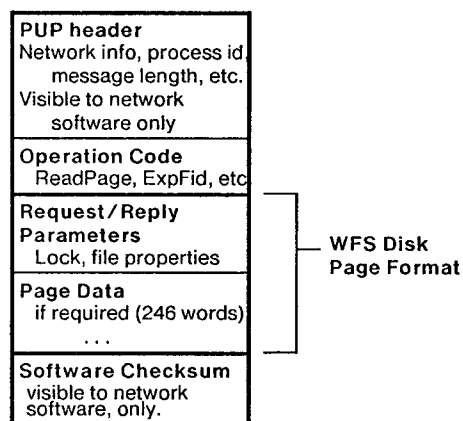 PUP header
Network info, process id,
message length, etc.
Visible to network
software only
Operation Code
ReadPage, ExpFid, etc
Request/Reply
Parameters
Lock, file properties
Page Data
if required (246 words)
...
Software Checksum
visible to network
software, only.
WFS Disk
Page Format